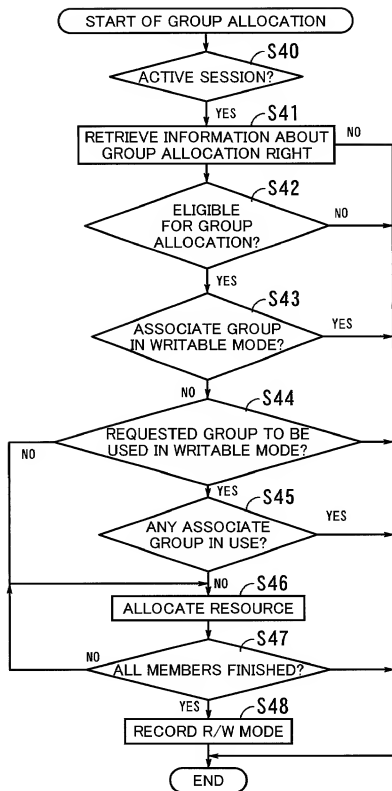 START OF GROUP ALLOCATION
S40
ACTIVE SESSION?
YES
S41
RETRIEVE INFORMATION ABOUT
GROUP ALLOCATION RIGHT
NO
S42
ELIGIBLE
FOR GROUP
ALLOCATION?
NO
YES
S43
ASSOCIATE GROUP
IN WRITABLE MODE?
YES
NO
S44
REQUESTED GROUP TO BE
USED IN WRITABLE MODE?
NO
YES
S45
ANY ASSOCIATE
GROUP IN USE?
YES
NO
S46
ALLOCATE RESOURCE
S47
ALL MEMBERS FINISHED?
NO
YES
S48
RECORD R/W MODE
END